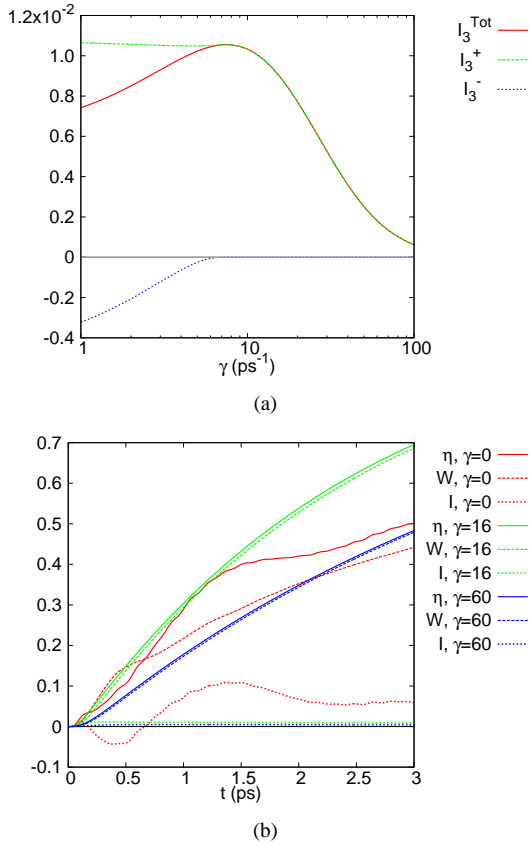 1.2x10⁻²
1.0
0.8
0.6
0.4
0.2
0
-0.2
-0.4
1
10
100
γ (ps⁻¹)
I₃ᵀᵒᵗ
I₃⁺
I₃⁻
(a)
0.7
0.6
0.5
0.4
0.3
0.2
0.1
0
-0.1
0
0.5
1
1.5
2
2.5
3
t (ps)
η, γ=0
W, γ=0
I, γ=0
η, γ=16
W, γ=16
I, γ=16
η, γ=60
W, γ=60
I, γ=60
(b)